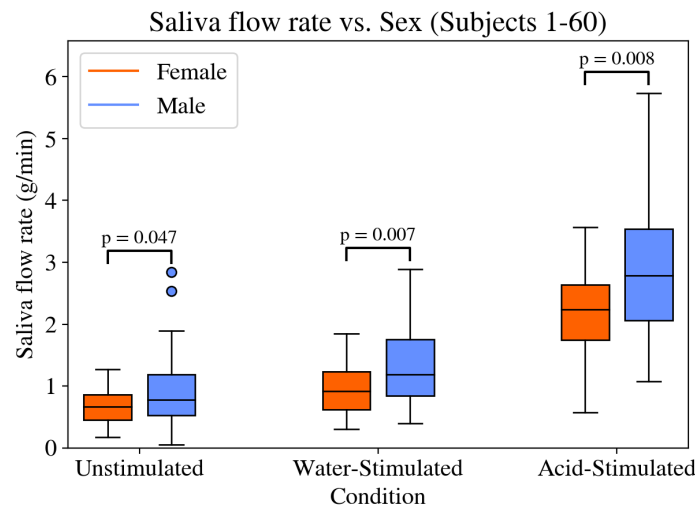 Saliva flow rate vs. Sex (Subjects 1-60)
Female
Male
p = 0.047
p = 0.007
p = 0.008
Saliva flow rate (g/min)
6
5
4
3
2
1
0
Unstimulated
Water-Stimulated
Acid-Stimulated
Condition